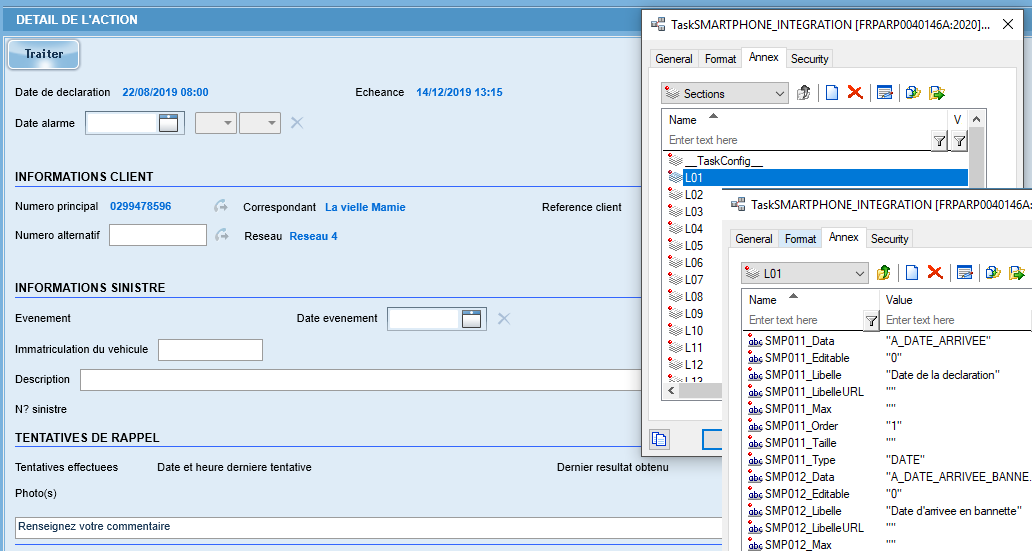 DETAIL DE L'ACTION
Traiter
Date de declaration 22/08/2019 08:00 Echeance 14/12/2019 13:15
Date alarme
INFORMATIONS CLIENT
Numero principal 0299478596 Correspondant La vielle Mamie Reference client
Numero alternatif Reseau Reseau 4
INFORMATIONS SINISTRE
Evenement Date evenement
Immatriculation du vehicule
Description
N? sinistre
TENTATIVES DE RAPPEL
Tentatives effectuees Date et heure derniere tentative Dernier resultat obtenu
Photo(s)
Renseignez votre commentaire
TaskSMARTPHONE_INTEGRATION [FRPARP0040146A:2020]...
General Format Annex Security
Sections
Name V
Enter text here
__TaskConfig__
L01
L02
L03
L04
L05
L06
L07
L08
L09
L10
L11
L12
L13
TaskSMARTPHONE_INTEGRATION [FRPARP0040146A:
General Format Annex Security
L01
Name Value
Enter text here Enter text here
SMP011_Data "A_DATE_ARRIVEE"
SMP011_Editable "0"
SMP011_Libelle "Date de la declaration"
SMP011_LibelleURL ""
SMP011_Max ""
SMP011_Order "1"
SMP011_Taille ""
SMP011_Type "DATE"
SMP012_Data "A_DATE_ARRIVEE_BANNE...
SMP012_Editable "0"
SMP012_Libelle "Date d'arrivee en bannette"
SMP012_LibelleURL ""
SMP012_Max ""